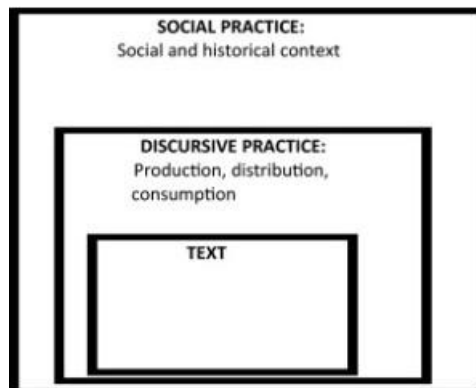 SOCIAL PRACTICE:
Social and historical context
DISCURSIVE PRACTICE:
Production, distribution,
consumption
TEXT